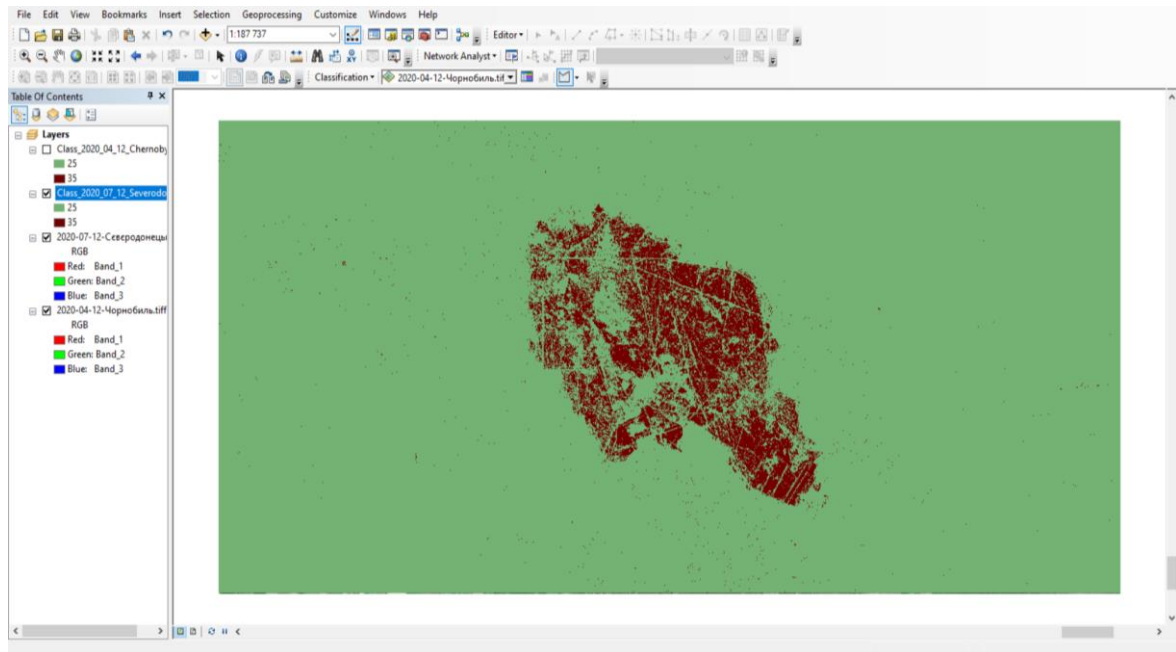 File Edit View Bookmarks Insert Selection Geoprocessing Customize Windows Help
1:187 737 Editor
Network Analyst
Classification 2020-04-12-Чорнобиль.tif
Table Of Contents
Layers
Class_2020_04_12_Chernoby
25
35
Class_2020_07_12_Severodo
25
35
2020-07-12-Сєвєродонецьк
RGB
Red: Band_1
Green: Band_2
Blue: Band_3
2020-04-12-Чорнобиль.tiff
RGB
Red: Band_1
Green: Band_2
Blue: Band_3